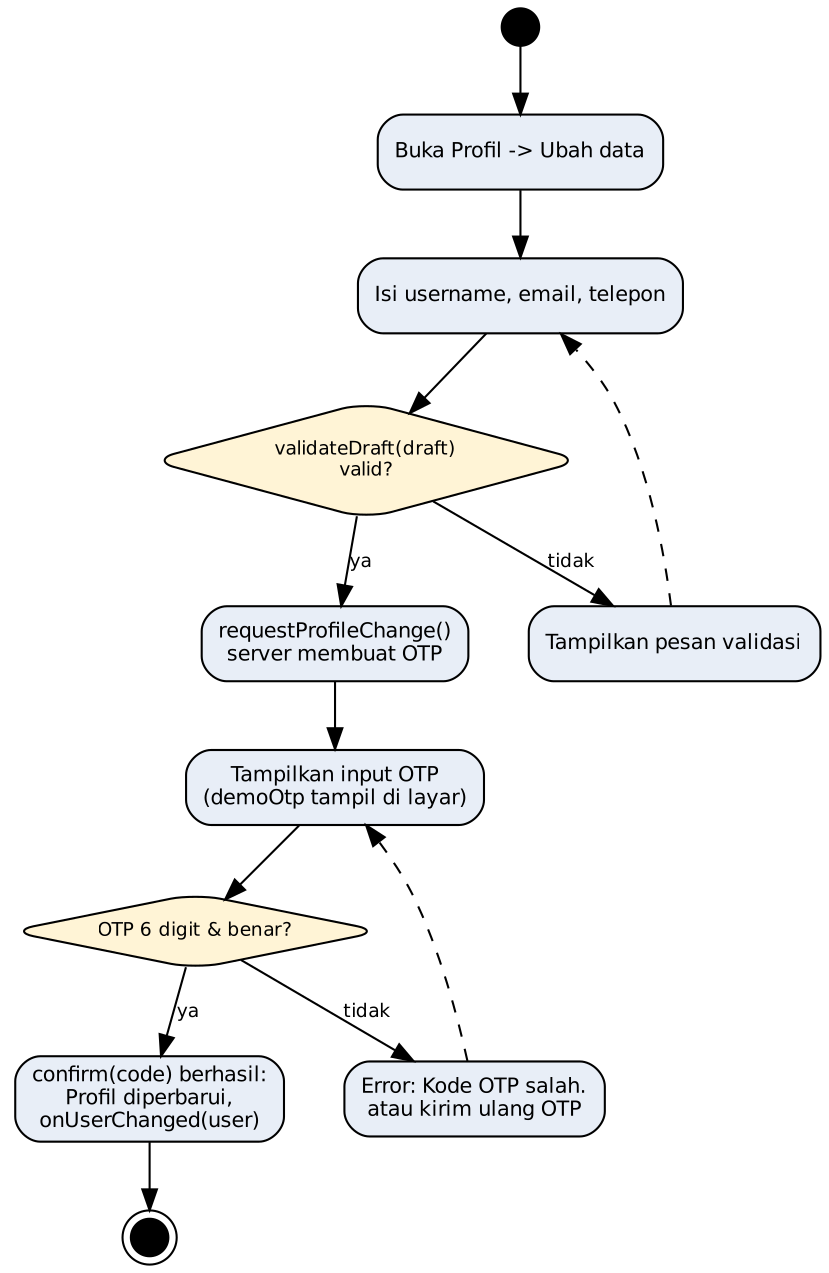 Buka Profil -> Ubah data
Isi username, email, telepon
validateDraft(draft)
valid?
ya
tidak
requestProfileChange()
server membuat OTP
Tampilkan pesan validasi
Tampilkan input OTP
(demoOtp tampil di layar)
OTP 6 digit & benar?
ya
tidak
confirm(code) berhasil:
Profil diperbarui,
onUserChanged(user)
Error: Kode OTP salah.
atau kirim ulang OTP